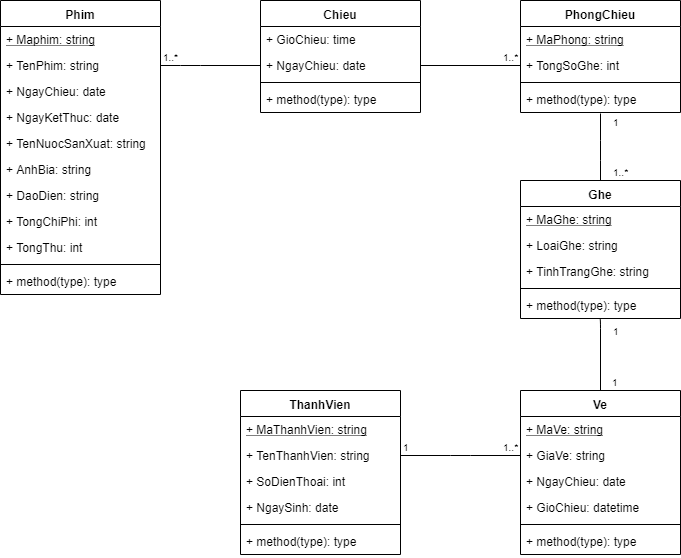 Phim
+ Maphim: string
+ TenPhim: string
+ NgayChieu: date
+ NgayKetThuc: date
+ TenNuocSanXuat: string
+ AnhBia: string
+ DaoDien: string
+ TongChiPhi: int
+ TongThu: int
+ method(type): type
1..*
Chieu
+ GioChieu: time
+ NgayChieu: date
+ method(type): type
1..*
PhongChieu
+ MaPhong: string
+ TongSoGhe: int
+ method(type): type
1
1..*
Ghe
+ MaGhe: string
+ LoaiGhe: string
+ TinhTrangGhe: string
+ method(type): type
1
1
ThanhVien
+ MaThanhVien: string
+ TenThanhVien: string
+ SoDienThoai: int
+ NgaySinh: date
+ method(type): type
1
1..*
Ve
+ MaVe: string
+ GiaVe: string
+ NgayChieu: date
+ GioChieu: datetime
+ method(type): type